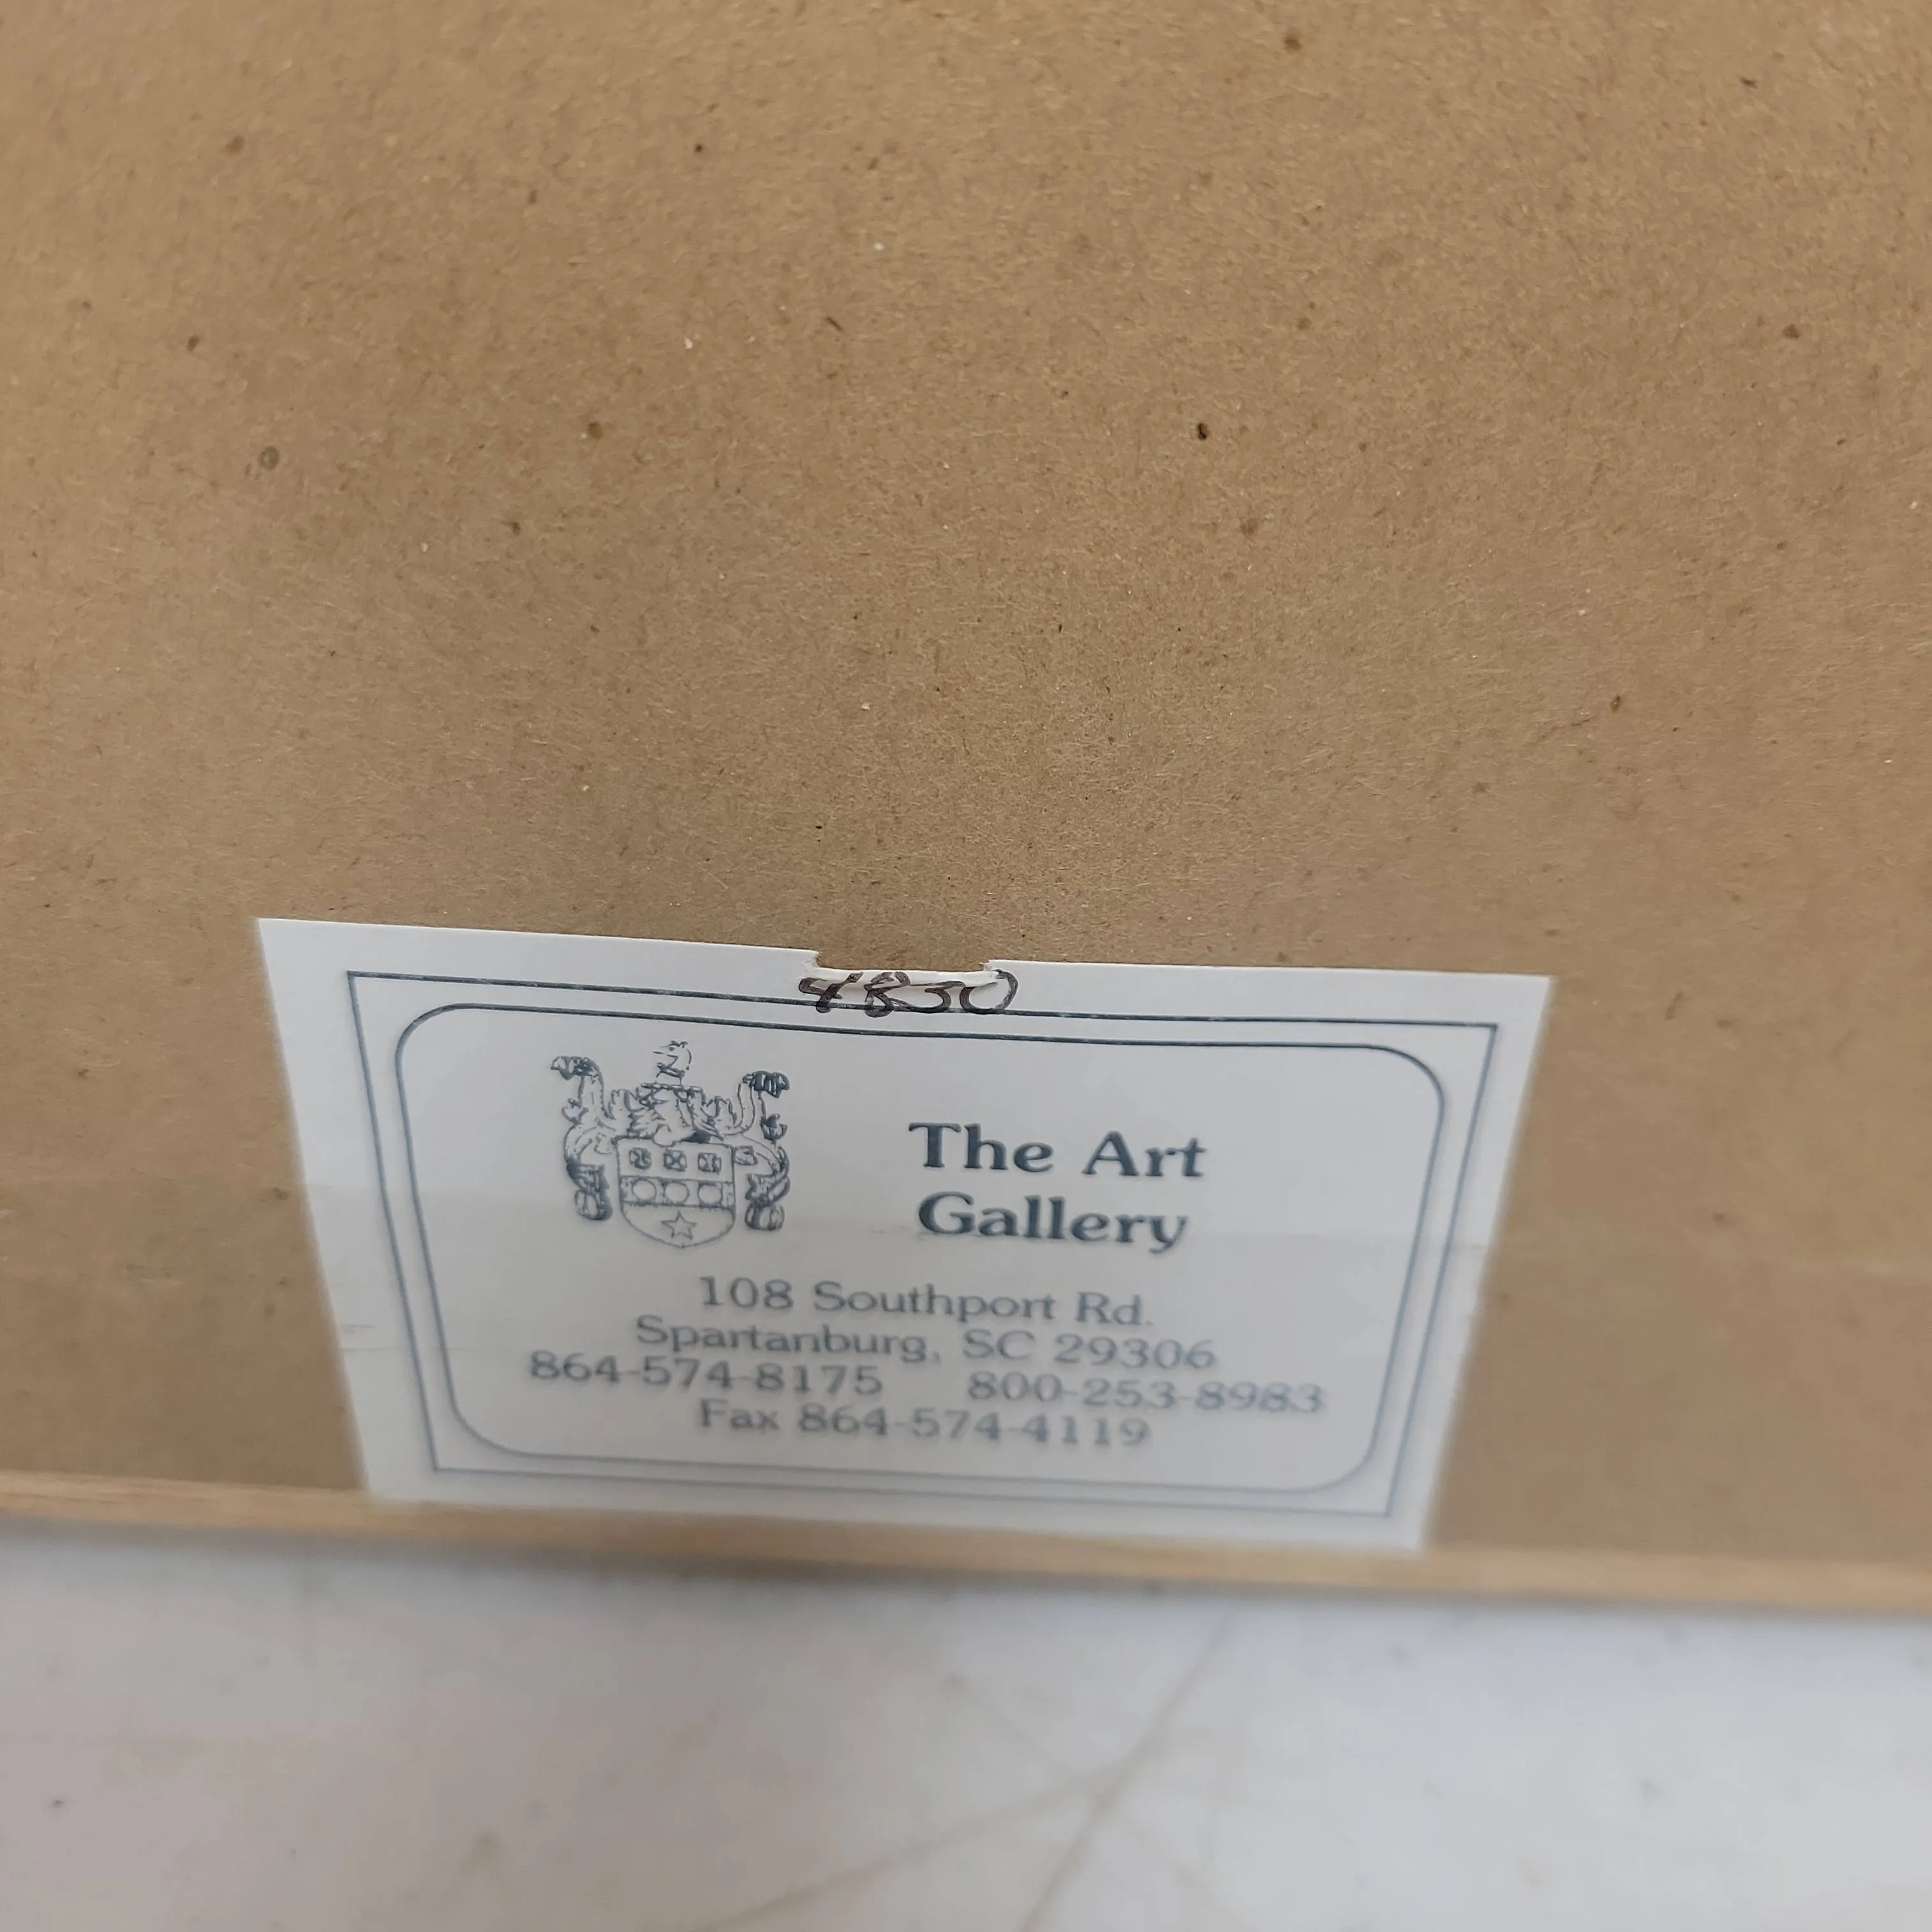 The Art
Gallery
108 Southport Rd.
Spartanburg, SC 29306
864-574-8175 800-253-8983
Fax 864-574-4119